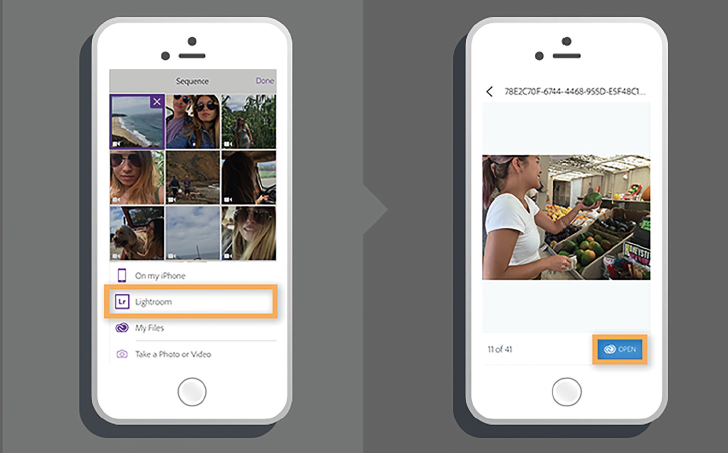 Sequence
Done
On my iPhone
Lr Lightroom
My Files
Take a Photo or Video
78E2C70F-6744-4468-955D-E5F48C1...
11 of 41
OPEN